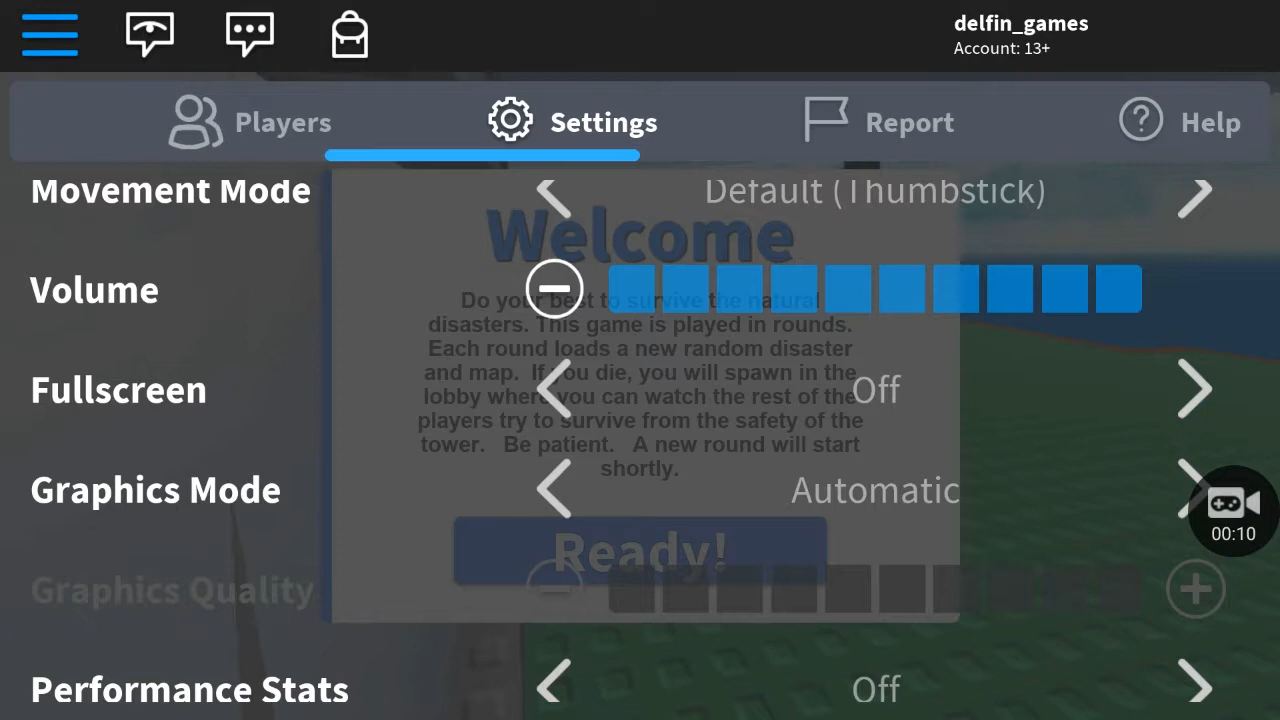 delfin_games
Account: 13+
Players
Settings
Report
Help
Movement Mode
Default (Thumbstick)
Welcome
Volume
Do your best to survive the natural
disasters. This game is played in rounds.
Each round loads a new random disaster
and map. If you die, you will spawn in the
lobby where you can watch the rest of the
players try to survive from the safety of the
tower. Be patient. A new round will start
shortly.
Fullscreen
Off
Graphics Mode
Automatic
00:10
Ready!
Graphics Quality
Performance Stats
Off